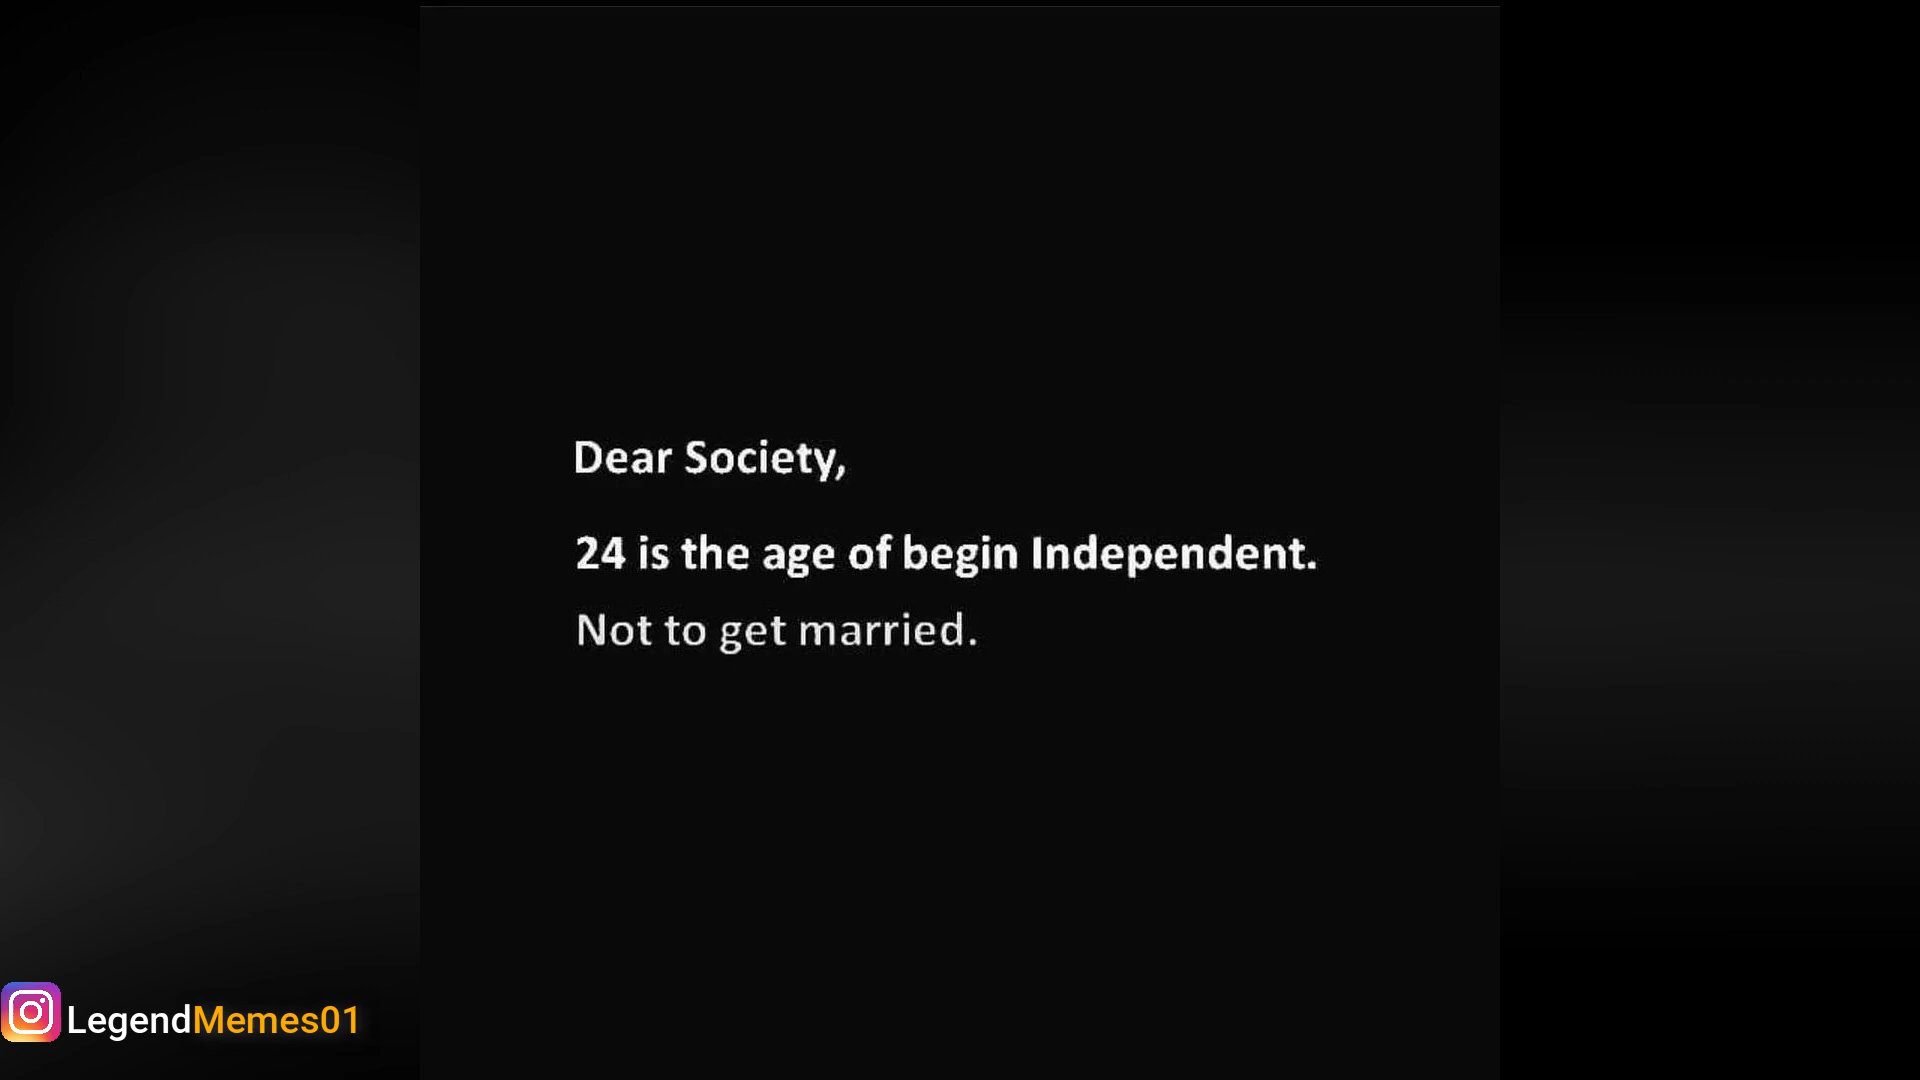 Dear Society,
24 is the age of begin Independent.
Not to get married.
LegendMemes01